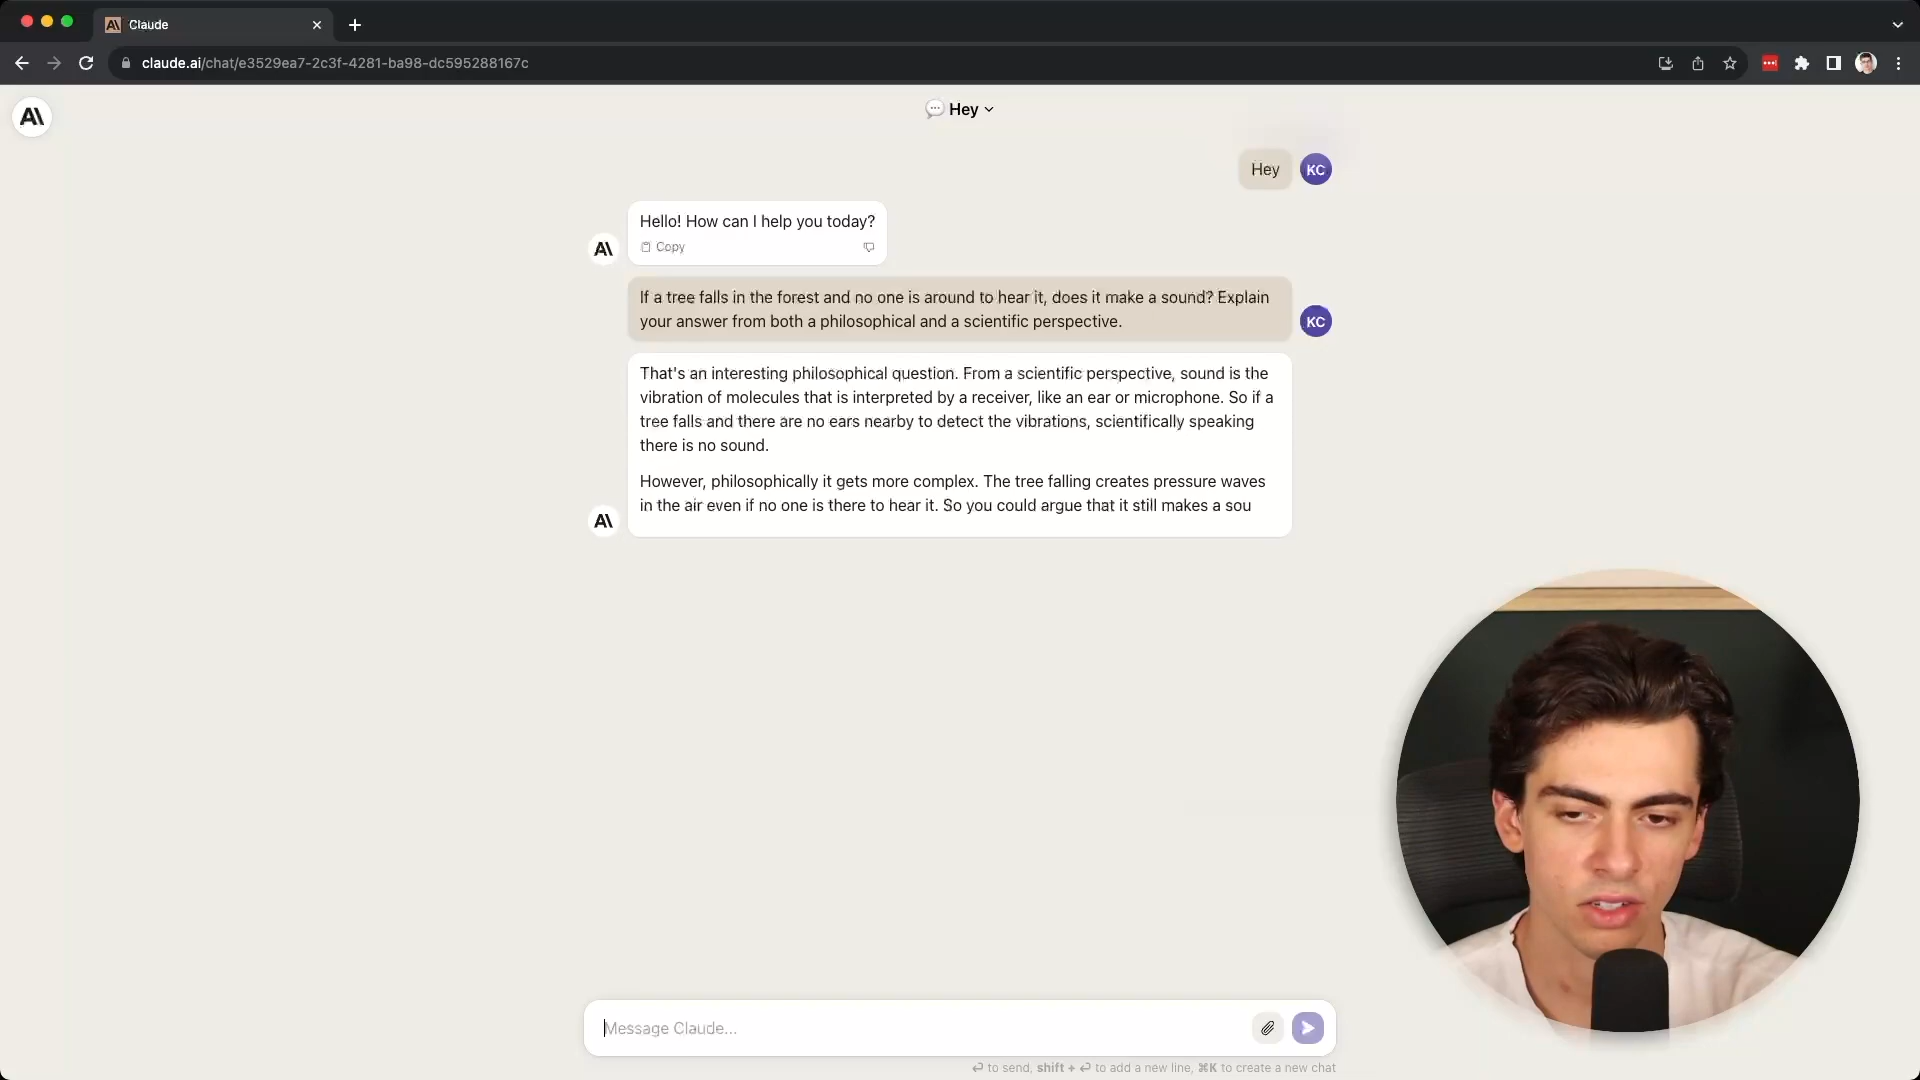 Claude
claude.ai/chat/e3529ea7-2c3f-4281-ba98-dc595288167c
Hey
Hey
KC
Hello! How can I help you today?
Copy
If a tree falls in the forest and no one is around to hear it, does it make a sound? Explain
your answer from both a philosophical and a scientific perspective.
KC
That's an interesting philosophical question. From a scientific perspective, sound is the
vibration of molecules that is interpreted by a receiver, like an ear or microphone. So if a
tree falls and there are no ears nearby to detect the vibrations, scientifically speaking
there is no sound.
However, philosophically it gets more complex. The tree falling creates pressure waves
in the air even if no one is there to hear it. So you could argue that it still makes a sou
Message Claude...
⏎ to send, shift + ⏎ to add a new line, ⌘K to create a new chat